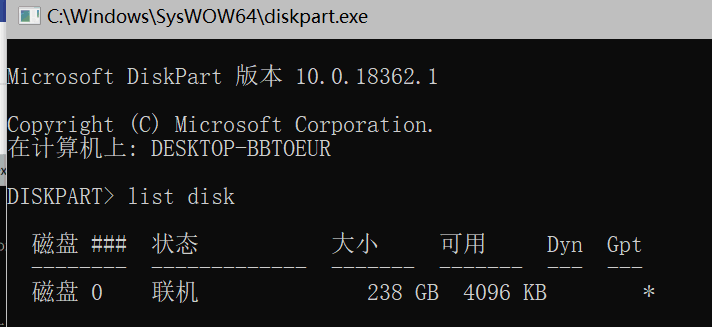 C:\Windows\SysWOW64\diskpart.exe
Microsoft DiskPart 版本 10.0.18362.1
Copyright (C) Microsoft Corporation.
在计算机上: DESKTOP-BBTOEUR
DISKPART> list disk
磁盘 ### 状态 大小 可用 Dyn Gpt
-------- ------------- ------- ------- --- ---
磁盘 0 联机 238 GB 4096 KB *